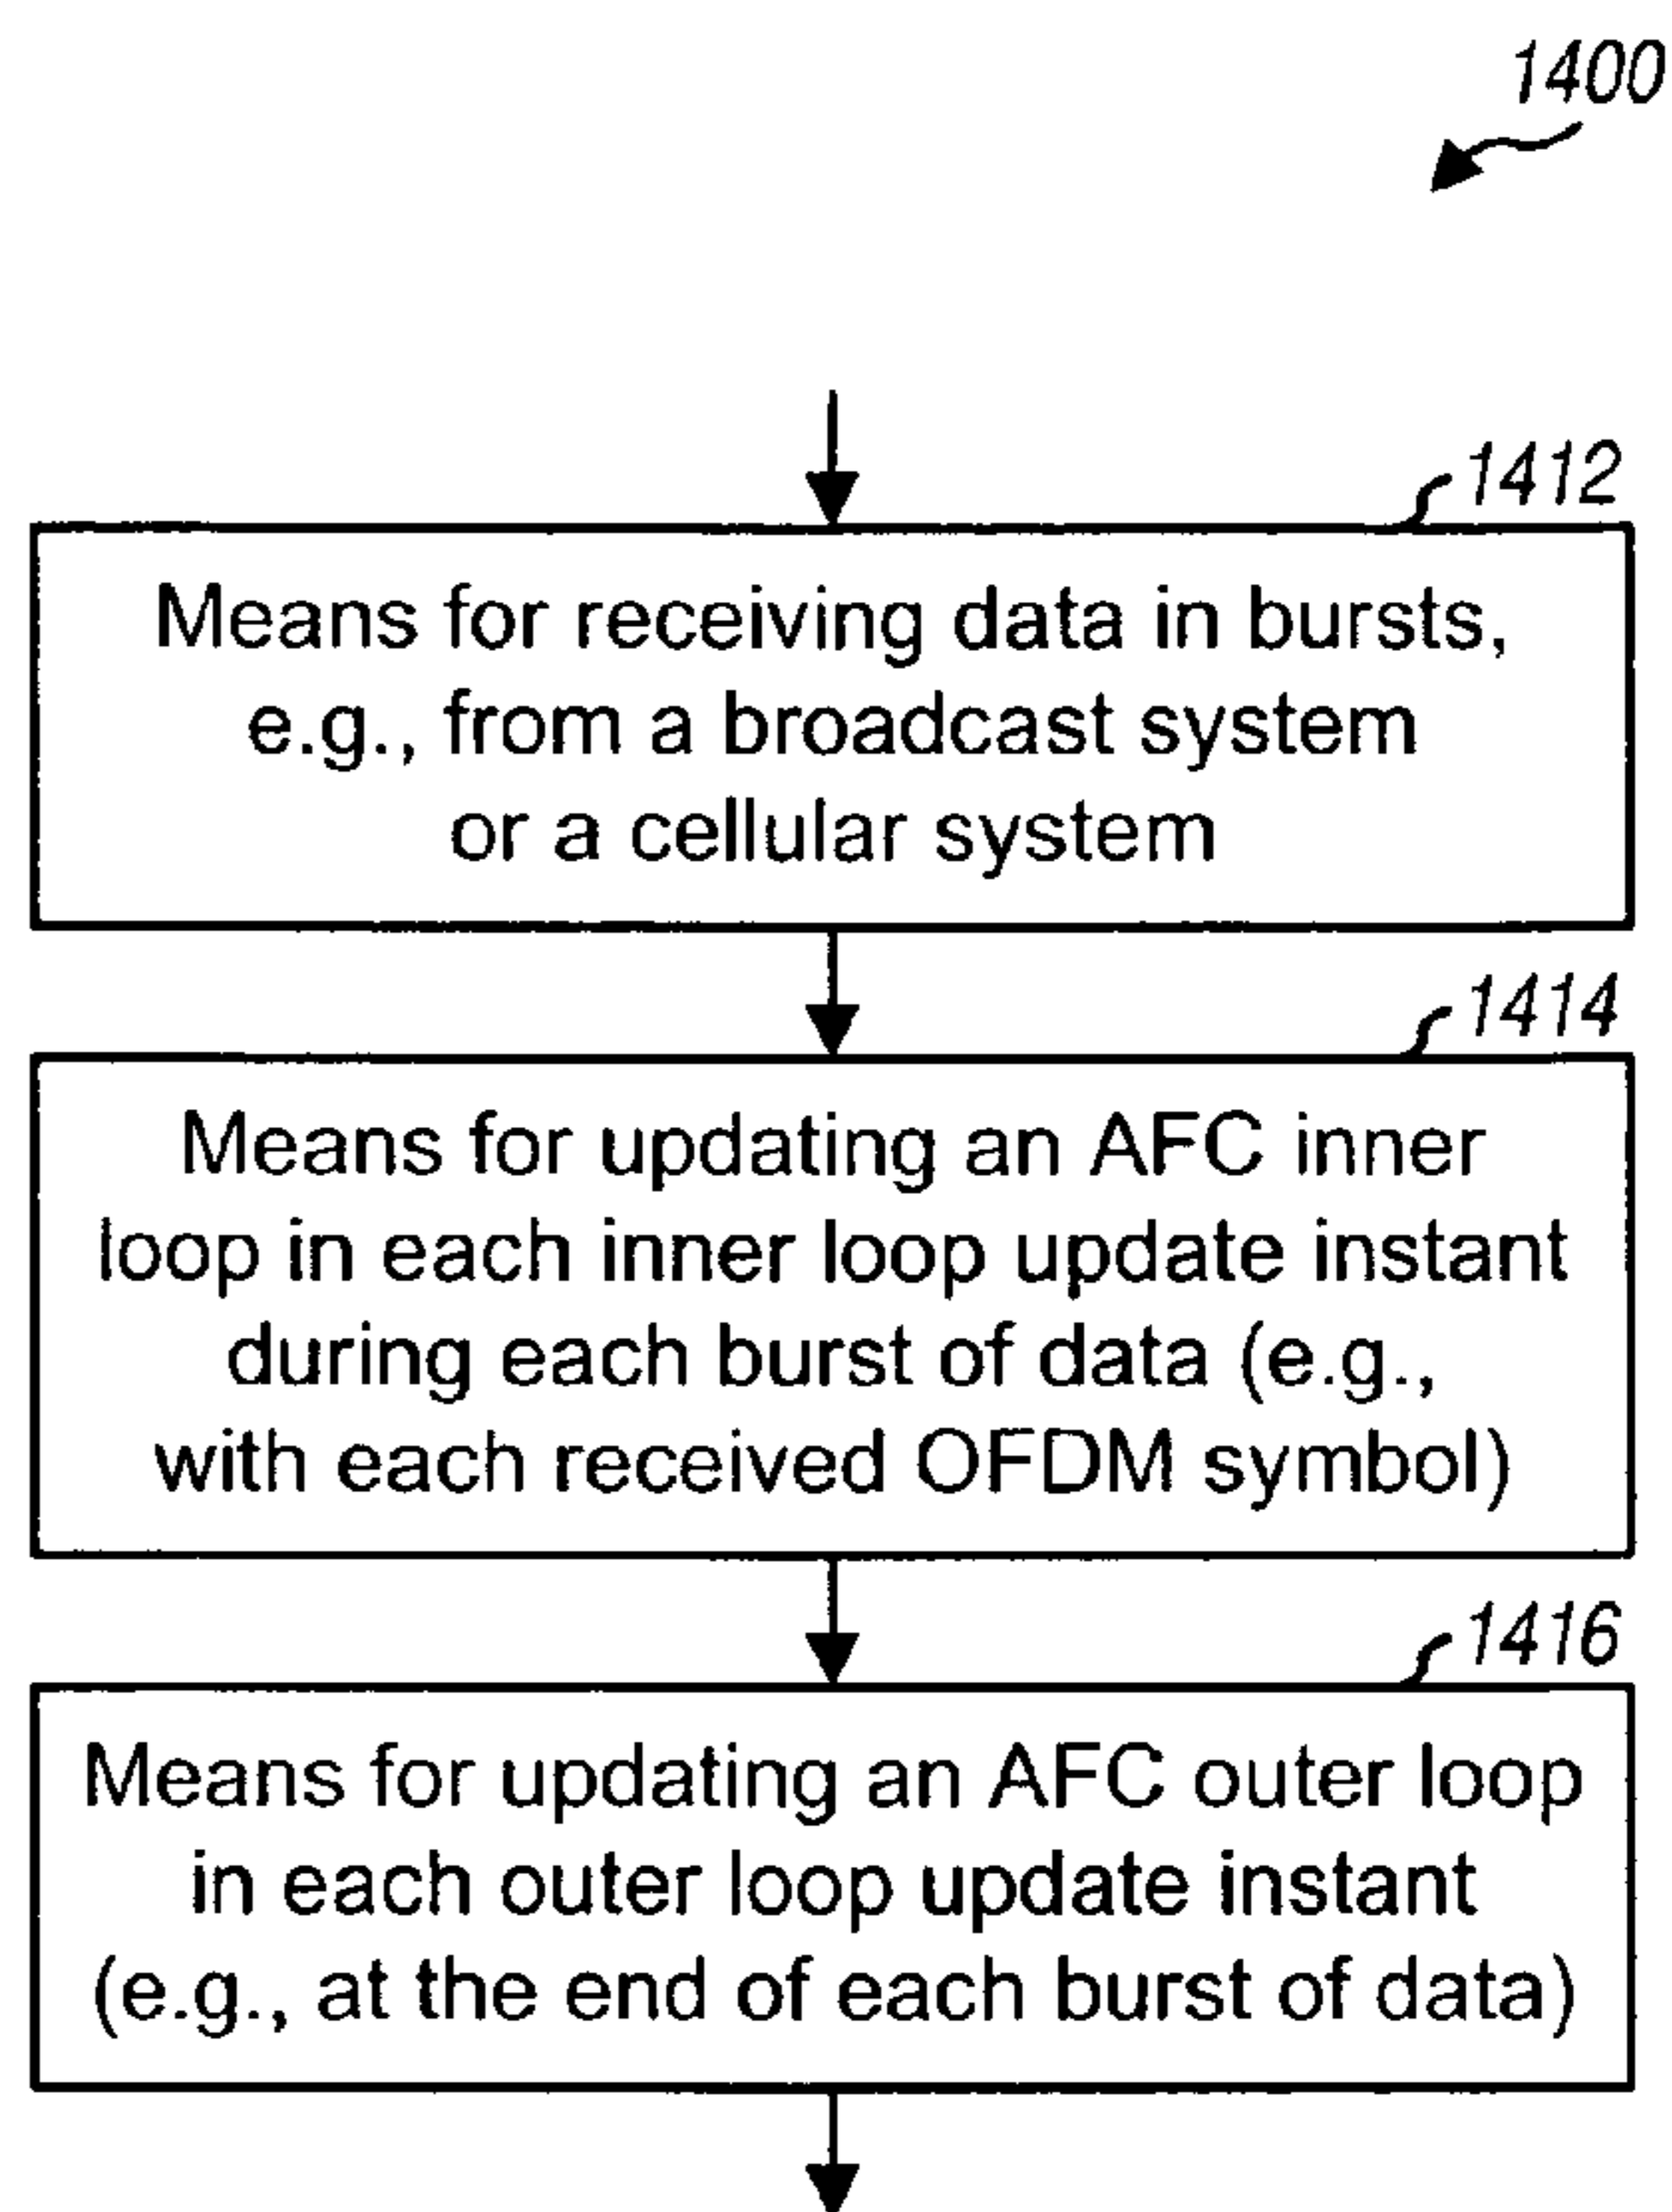 1400
1412
Means for receiving data in bursts,
e.g., from a broadcast system
or a cellular system
1414
Means for updating an AFC inner
loop in each inner loop update instant
during each burst of data (e.g.,
with each received OFDM symbol)
1416
Means for updating an AFC outer loop
in each outer loop update instant
(e.g., at the end of each burst of data)